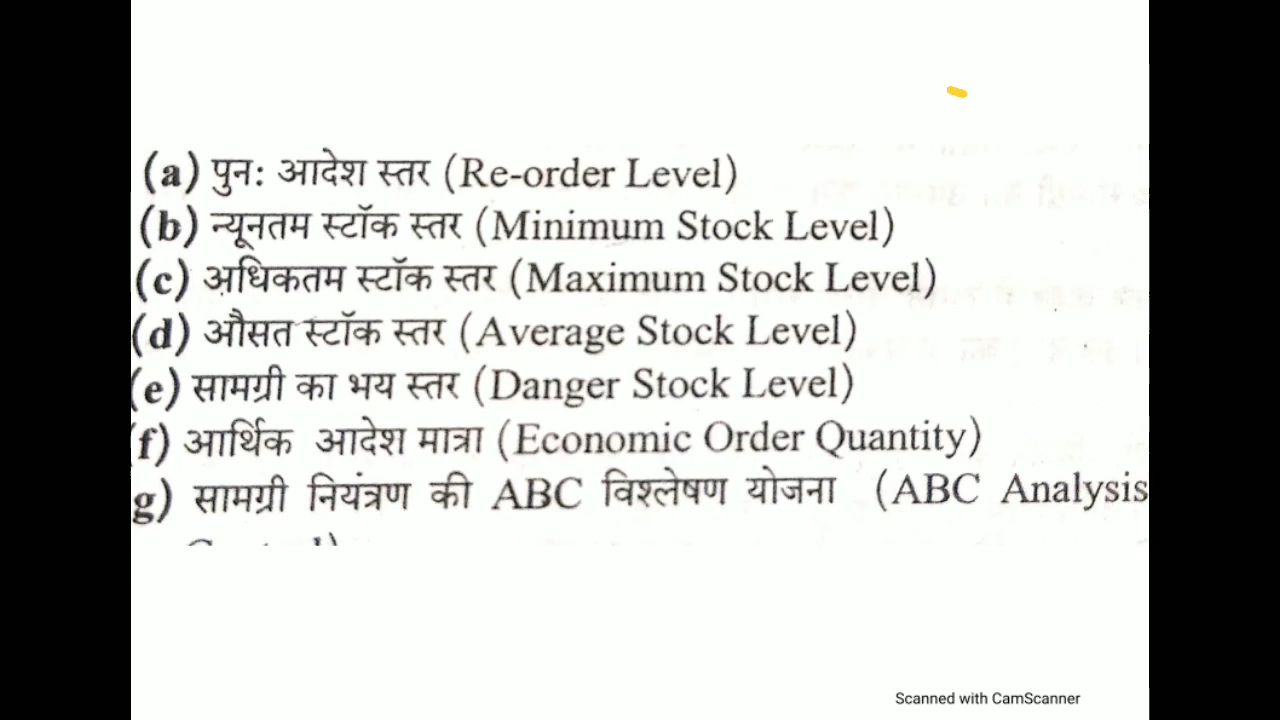 (a) पुन: आदेश स्तर (Re-order Level)
(b) न्यूनतम स्टॉक स्तर (Minimum Stock Level)
(c) अधिकतम स्टॉक स्तर (Maximum Stock Level)
(d) औसत स्टॉक स्तर (Average Stock Level)
(e) सामग्री का भय स्तर (Danger Stock Level)
(f) आर्थिक आदेश मात्रा (Economic Order Quantity)
g) सामग्री नियंत्रण की ABC विश्लेषण योजना (ABC Analysis
Scanned with CamScanner